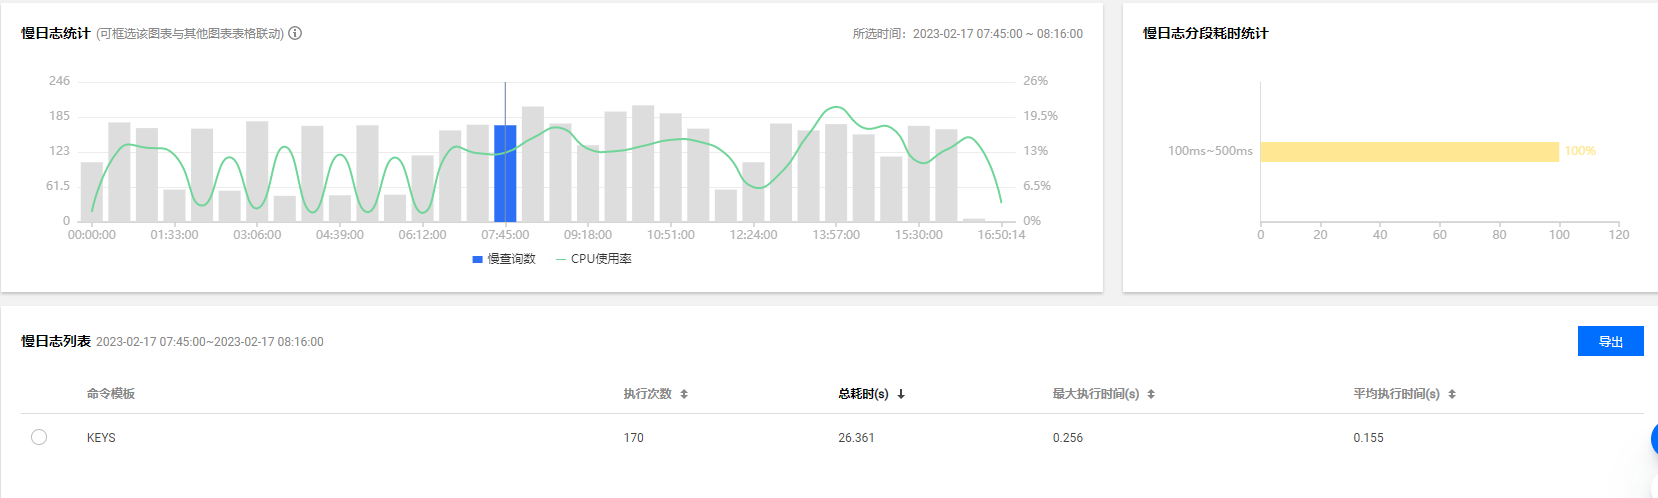 慢日志统计 (可框选该图表与其他图表表格联动)
所选时间：2023-02-17 07:45:00 ~ 08:16:00
246
185
123
61.5
0
26%
19.5%
13%
6.5%
0%
00:00:00 01:33:00 03:06:00 04:39:00 06:12:00 07:45:00 09:18:00 10:51:00 12:24:00 13:57:00 15:30:00 16:50:14
慢查询数 CPU使用率
慢日志分段耗时统计
100ms~500ms 100%
0 20 40 60 80 100 120
慢日志列表 2023-02-17 07:45:00~2023-02-17 08:16:00
导出
命令模板 执行次数 总耗时(s) 最大执行时间(s) 平均执行时间(s)
KEYS 170 26.361 0.256 0.155